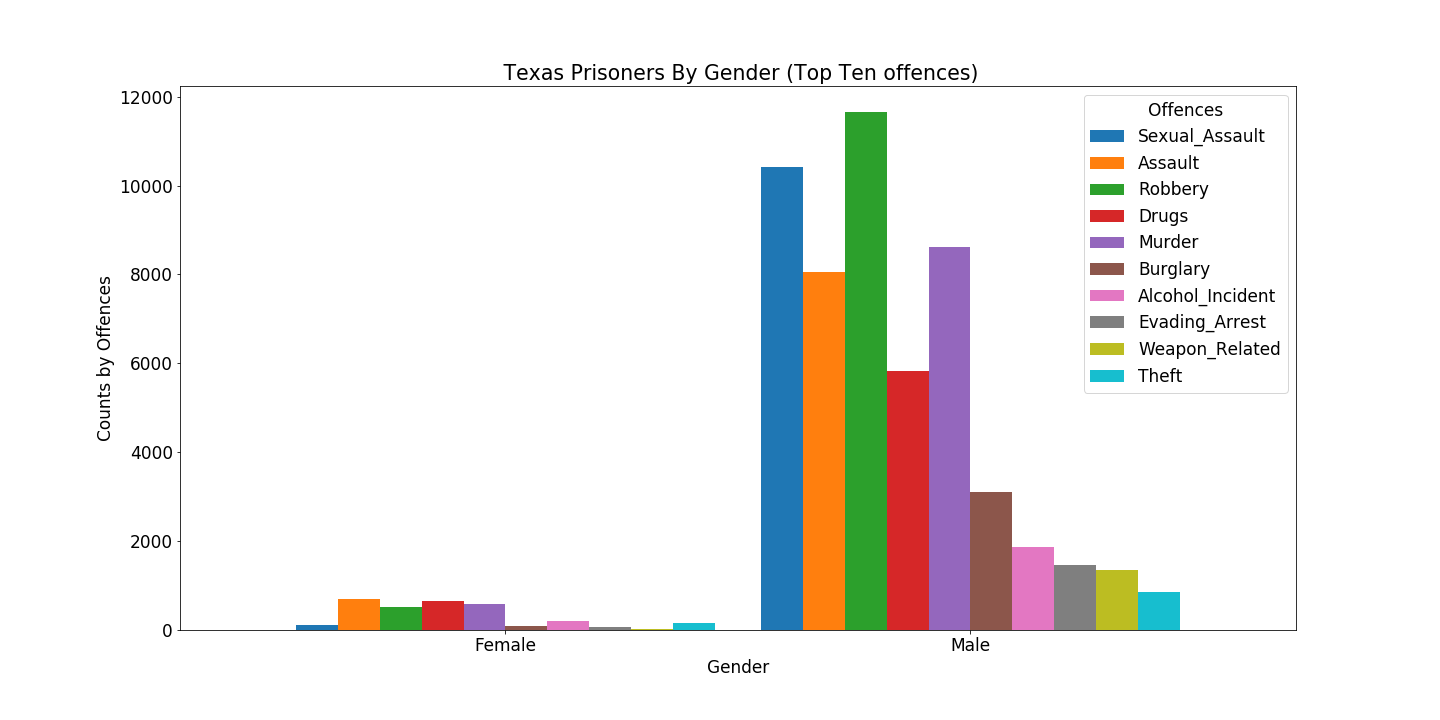 Texas Prisoners By Gender (Top Ten offences)
12000
10000
8000
6000
4000
2000
0
Counts by Offences
Offences
Sexual_Assault
Assault
Robbery
Drugs
Murder
Burglary
Alcohol_Incident
Evading_Arrest
Weapon_Related
Theft
Female
Male
Gender